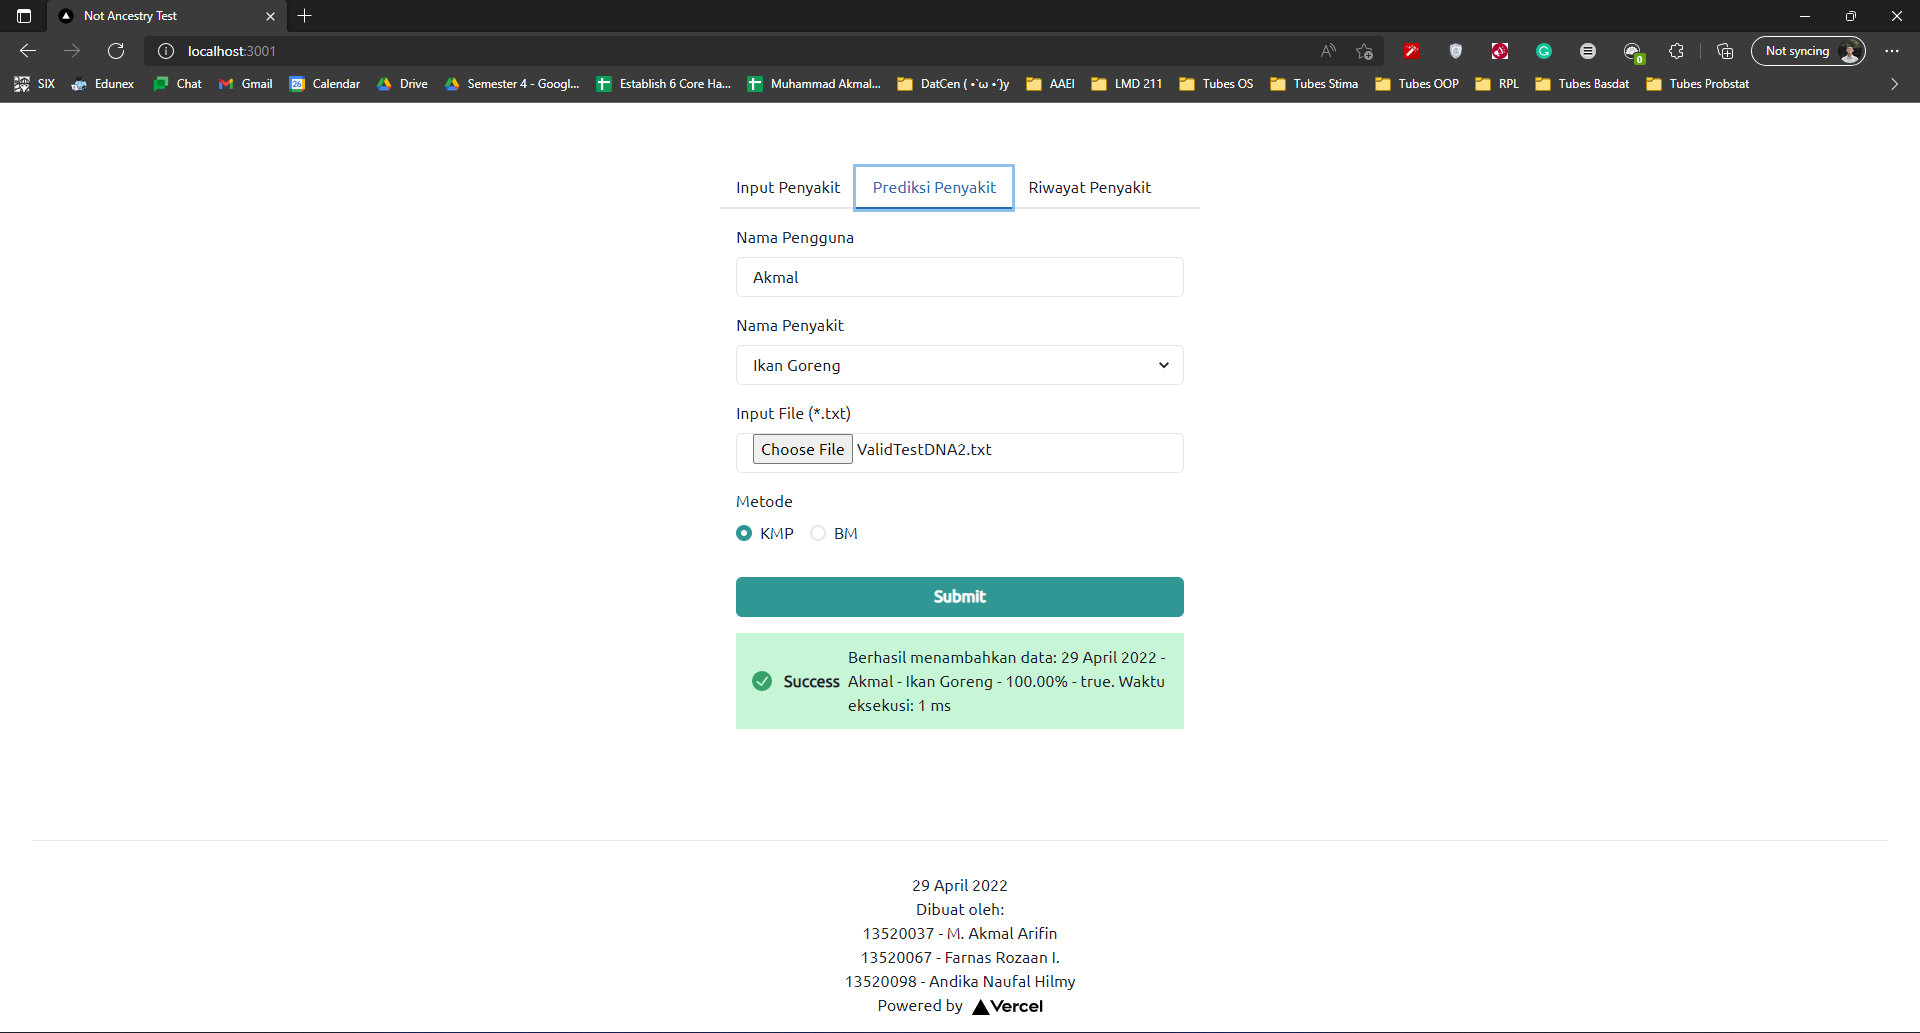 Not Ancestry Test
localhost:3001
Not syncing
0
SIX
Edunex
Chat
Gmail
26
Calendar
Drive
Semester 4 - Googl...
Establish 6 Core Ha...
Muhammad Akmal...
DatCen ( •̀ω•́ )y
AAEI
LMD 211
Tubes OS
Tubes Stima
Tubes OOP
RPL
Tubes Basdat
Tubes Probstat
Input Penyakit
Prediksi Penyakit
Riwayat Penyakit
Nama Pengguna
Akmal
Nama Penyakit
Ikan Goreng
Input File (*.txt)
Choose File ValidTestDNA2.txt
Metode
KMP
BM
Submit
Success
Berhasil menambahkan data: 29 April 2022 -
Akmal - Ikan Goreng - 100.00% - true. Waktu
eksekusi: 1 ms
29 April 2022
Dibuat oleh:
13520037 - M. Akmal Arifin
13520067 - Farnas Rozaan I.
13520098 - Andika Naufal Hilmy
Powered by Vercel